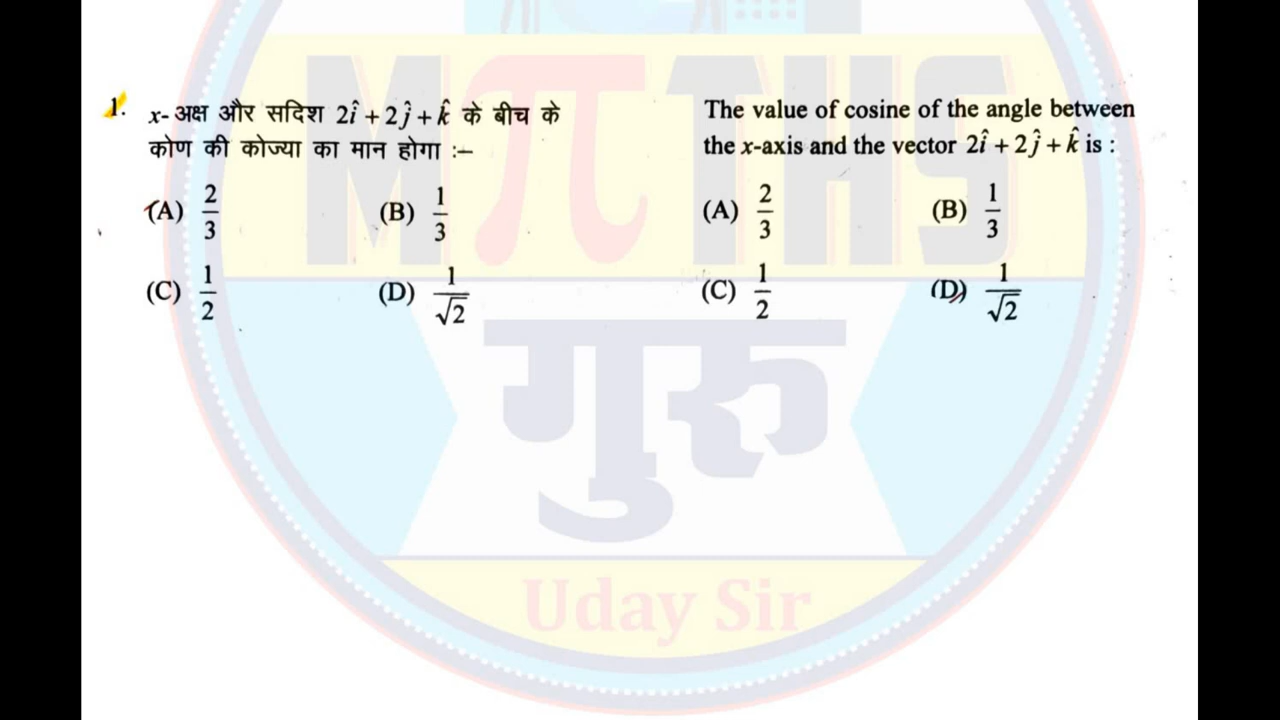 MπTHS
गुरु
Uday Sir
1. x- अक्ष और सदिश 2î + 2ĵ + k̂ के बीच के
कोण की कोज्या का मान होगा :–
(A) 2/3 (B) 1/3
(C) 1/2 (D) 1/√2
The value of cosine of the angle between
the x-axis and the vector 2î + 2ĵ + k̂ is :
(A) 2/3 (B) 1/3
(C) 1/2 (D) 1/√2